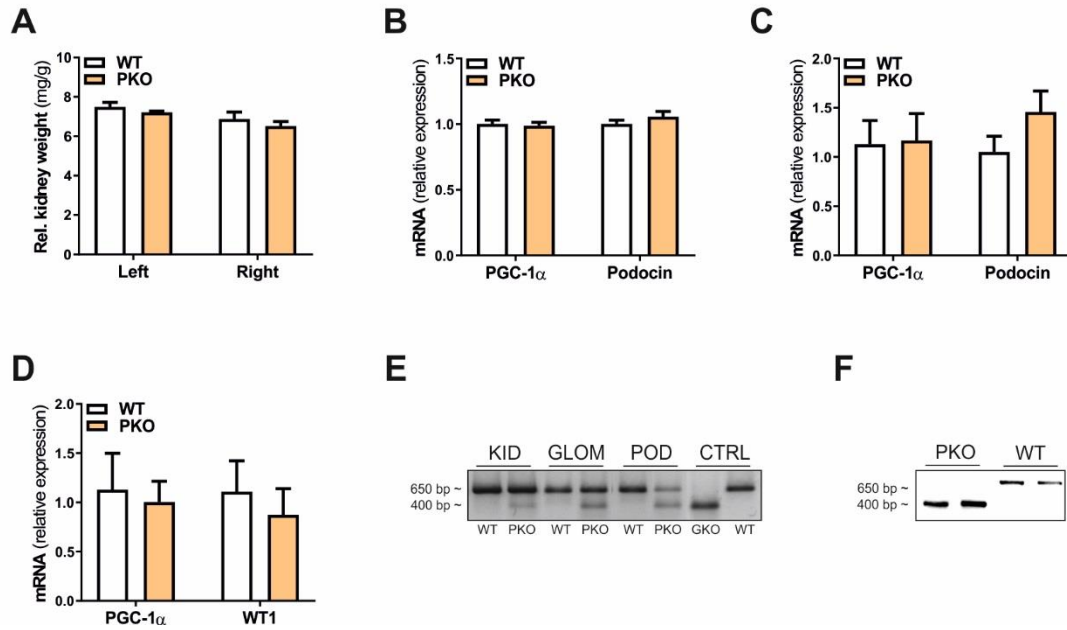 A
Rel. kidney weight (mg/g)
10
8
6
4
2
0
WT
PKO
Left Right
B
mRNA (relative expression)
1.5
1.0
0.5
0.0
WT
PKO
PGC-1α Podocin
C
mRNA (relative expression)
2.0
1.5
1.0
0.5
0.0
WT
PKO
PGC-1α Podocin
D
mRNA (relative expression)
2.0
1.5
1.0
0.5
0.0
WT
PKO
PGC-1α WT1
E
KID GLOM POD CTRL
650 bp ~
400 bp ~
WT PKO WT PKO WT PKO GKO WT
F
PKO WT
650 bp ~
400 bp ~